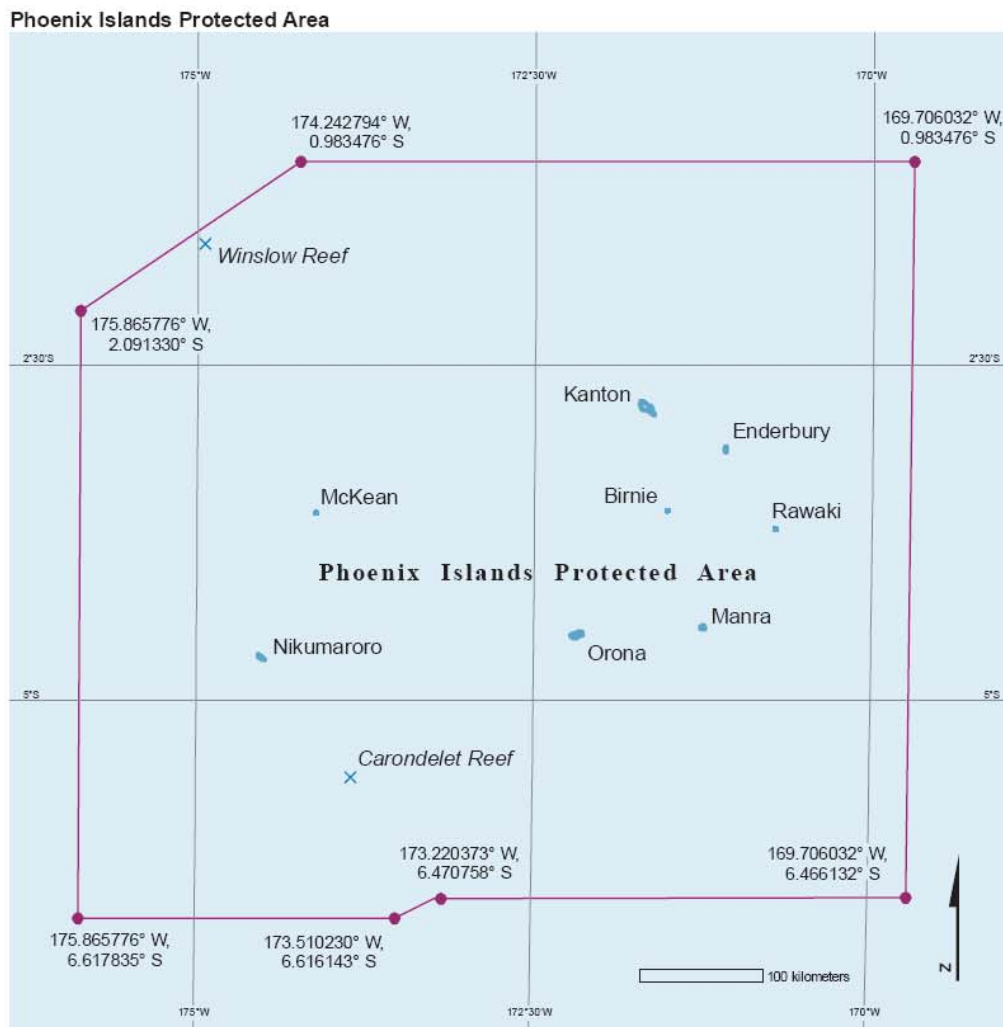 Phoenix Islands Protected Area
175°W
172°30'W
170°W
174.242794° W,
0.983476° S
169.706032° W,
0.983476° S
Winslow Reef
175.865776° W,
2.091330° S
2°30'S
2°30'S
Kanton
Enderbury
McKean
Birnie
Rawaki
Phoenix Islands Protected Area
Manra
Nikumaroro
Orona
5°S
5°S
Carondelet Reef
173.220373° W,
6.470758° S
169.706032° W,
6.466132° S
175.865776° W,
6.617835° S
173.510230° W,
6.616143° S
N
100 kilometers
175°W
172°30'W
170°W